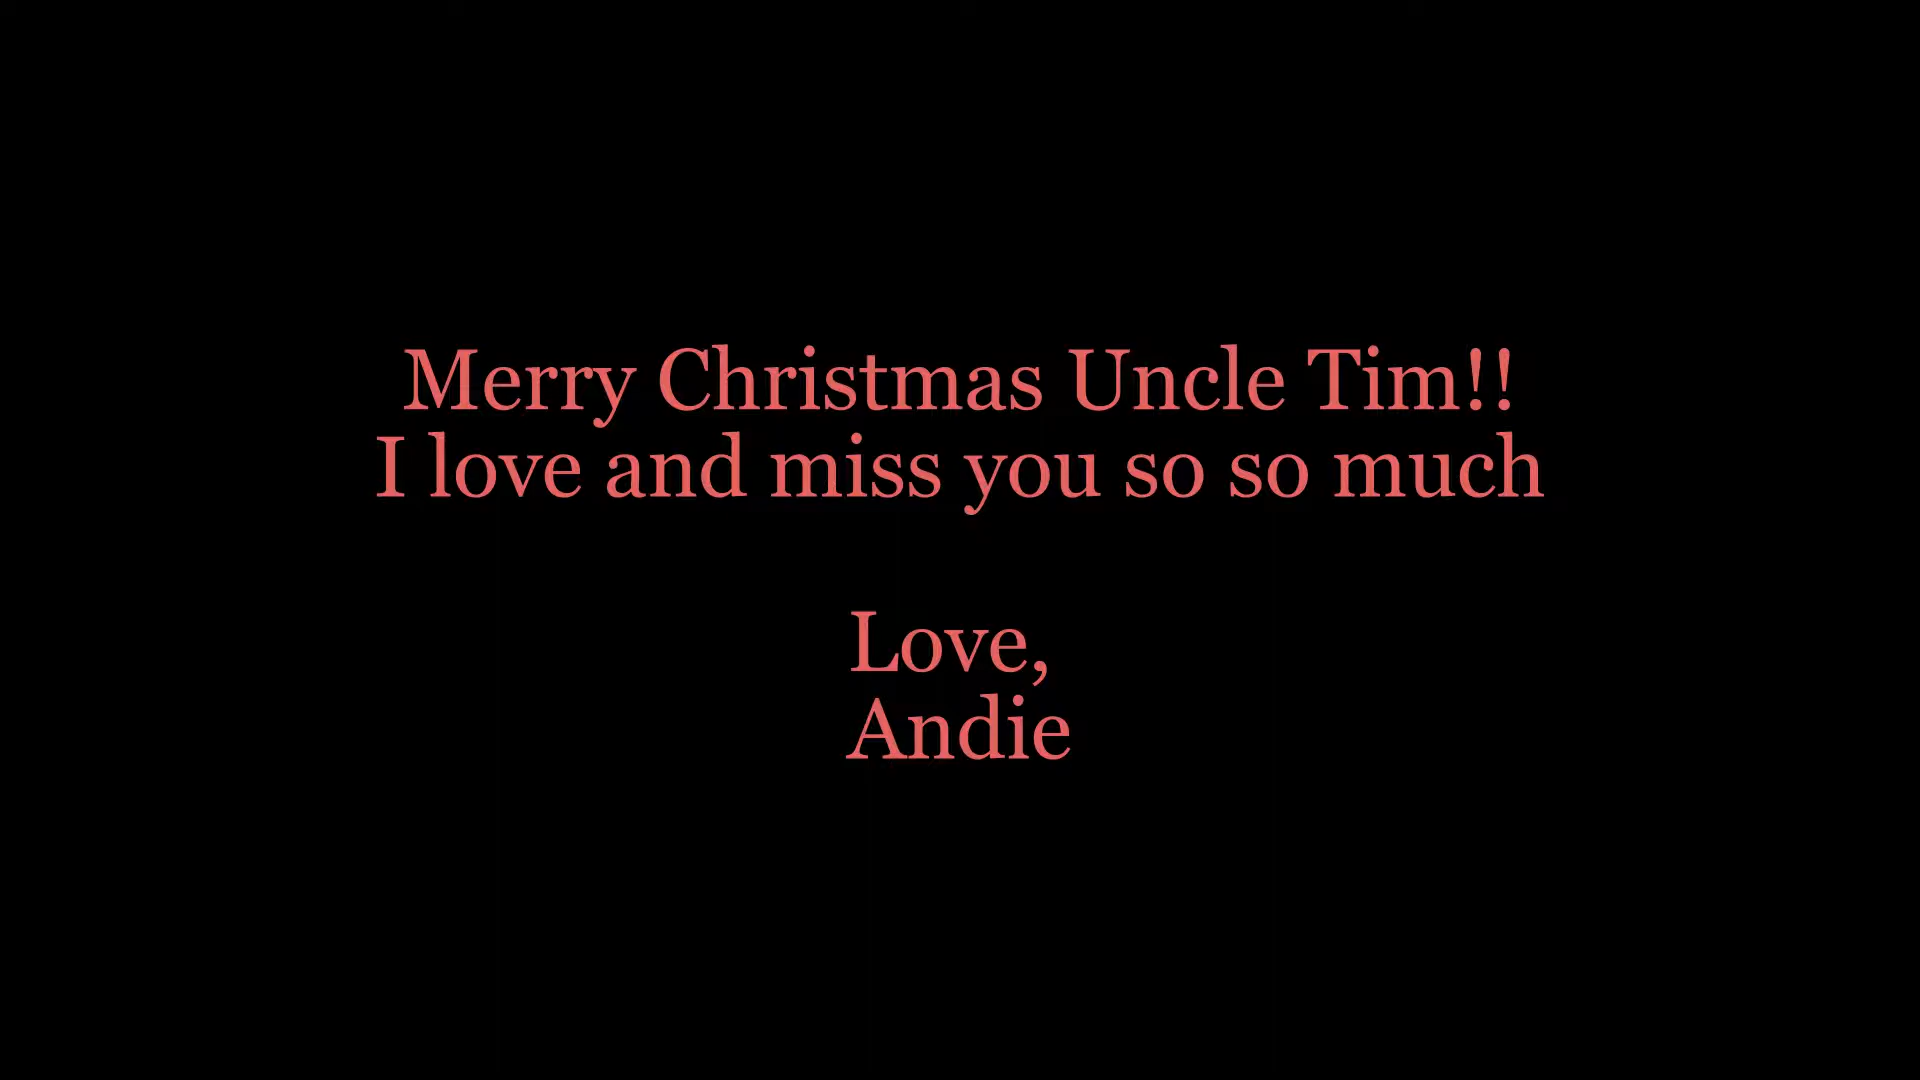 Merry Christmas Uncle Tim!!
I love and miss you so so much
Love,
Andie